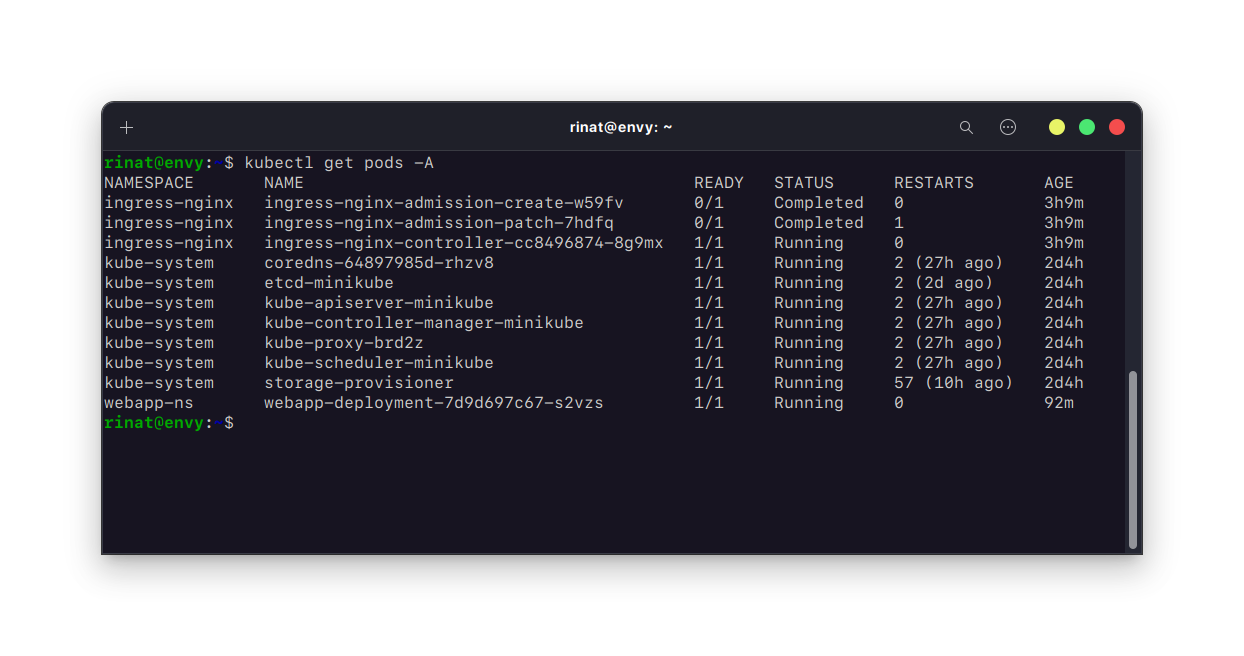 rinat@envy: ~
rinat@envy:~$ kubectl get pods -A
NAMESPACE NAME READY STATUS RESTARTS AGE
ingress-nginx ingress-nginx-admission-create-w59fv 0/1 Completed 0 3h9m
ingress-nginx ingress-nginx-admission-patch-7hdfq 0/1 Completed 1 3h9m
ingress-nginx ingress-nginx-controller-cc8496874-8g9mx 1/1 Running 0 3h9m
kube-system coredns-64897985d-rhzv8 1/1 Running 2 (27h ago) 2d4h
kube-system etcd-minikube 1/1 Running 2 (2d ago) 2d4h
kube-system kube-apiserver-minikube 1/1 Running 2 (27h ago) 2d4h
kube-system kube-controller-manager-minikube 1/1 Running 2 (27h ago) 2d4h
kube-system kube-proxy-brd2z 1/1 Running 2 (27h ago) 2d4h
kube-system kube-scheduler-minikube 1/1 Running 2 (27h ago) 2d4h
kube-system storage-provisioner 1/1 Running 57 (10h ago) 2d4h
webapp-ns webapp-deployment-7d9d697c67-s2vzs 1/1 Running 0 92m
rinat@envy:~$